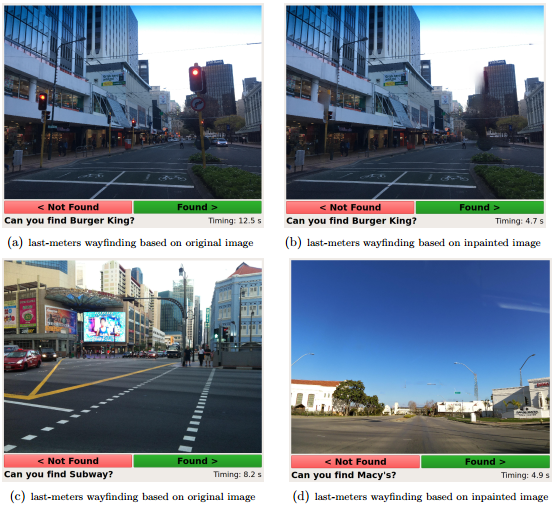 < Not Found Found >
Can you find Burger King? Timing: 12.5 s
(a) last-meters wayfinding based on original image
< Not Found Found >
Can you find Burger King? Timing: 4.7 s
(b) last-meters wayfinding based on inpainted image
< Not Found Found >
Can you find Subway? Timing: 8.2 s
(c) last-meters wayfinding based on original image
< Not Found Found >
Can you find Macy's? Timing: 4.9 s
(d) last-meters wayfinding based on inpainted image